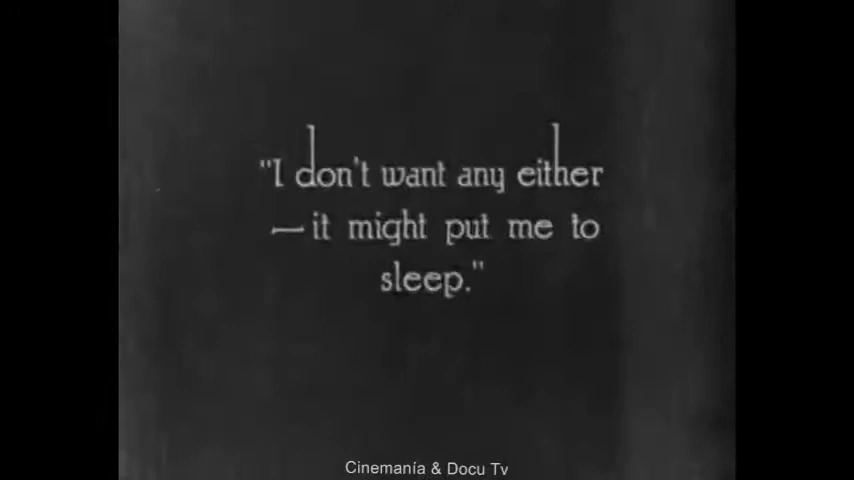 "I don't want any either
—it might put me to
sleep."
Cinemanía & Docu Tv